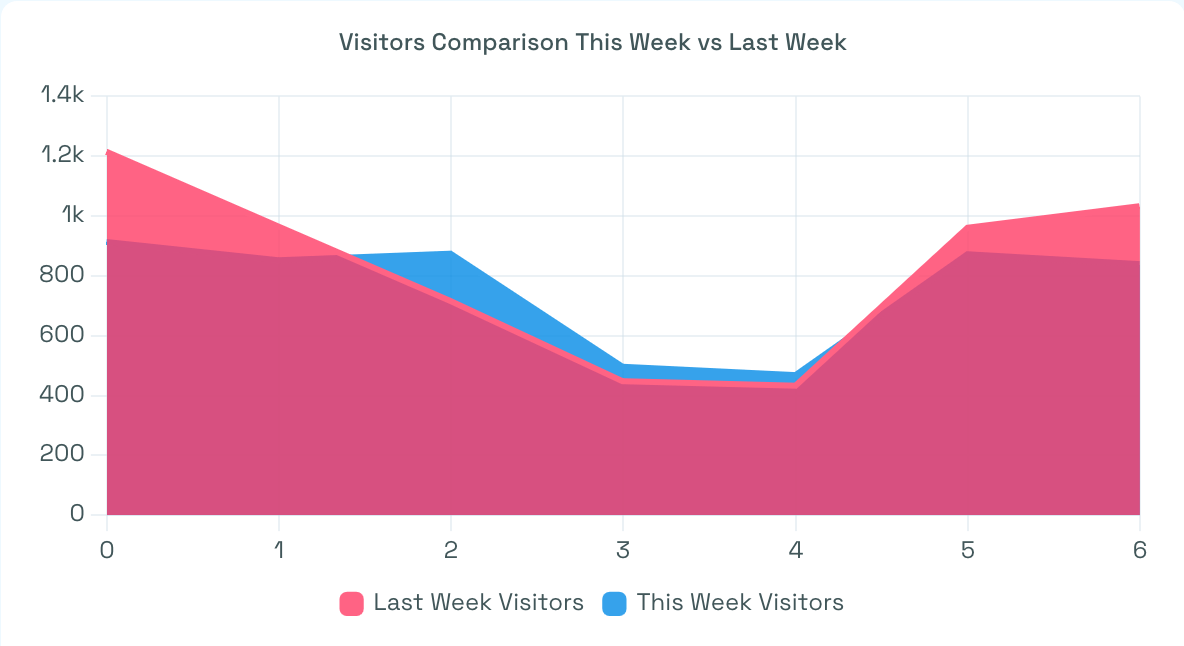 Visitors Comparison This Week vs Last Week
1.4k
1.2k
1k
800
600
400
200
0
0 1 2 3 4 5 6
Last Week Visitors This Week Visitors